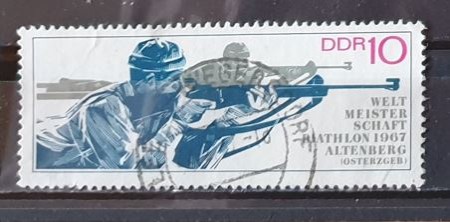 DDR 10
WELT
MEISTER
SCHAFT
BIATHLON 1967
ALTENBERG
(OSTERZGEB)